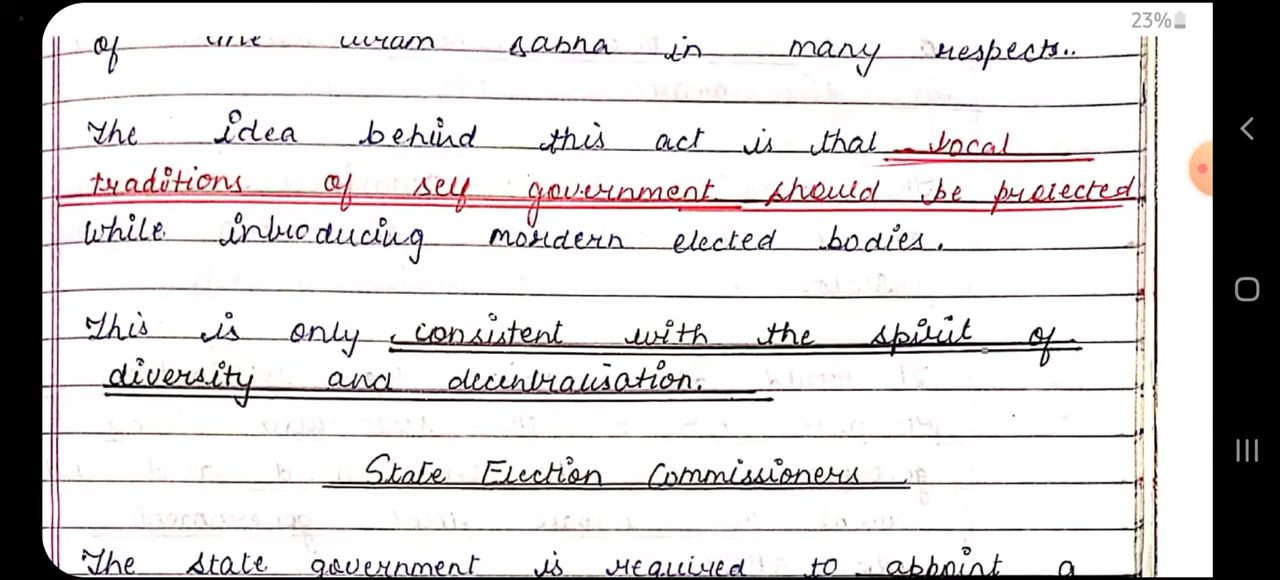 23%
of the Gram Sabha in many respects..
The idea behind this act is that local
traditions of self government should be protected
while introducing mordern elected bodies.
This is only consistent with the spirit of
diversity and decentralisation.
State Election Commissioners
The state government is required to appoint a